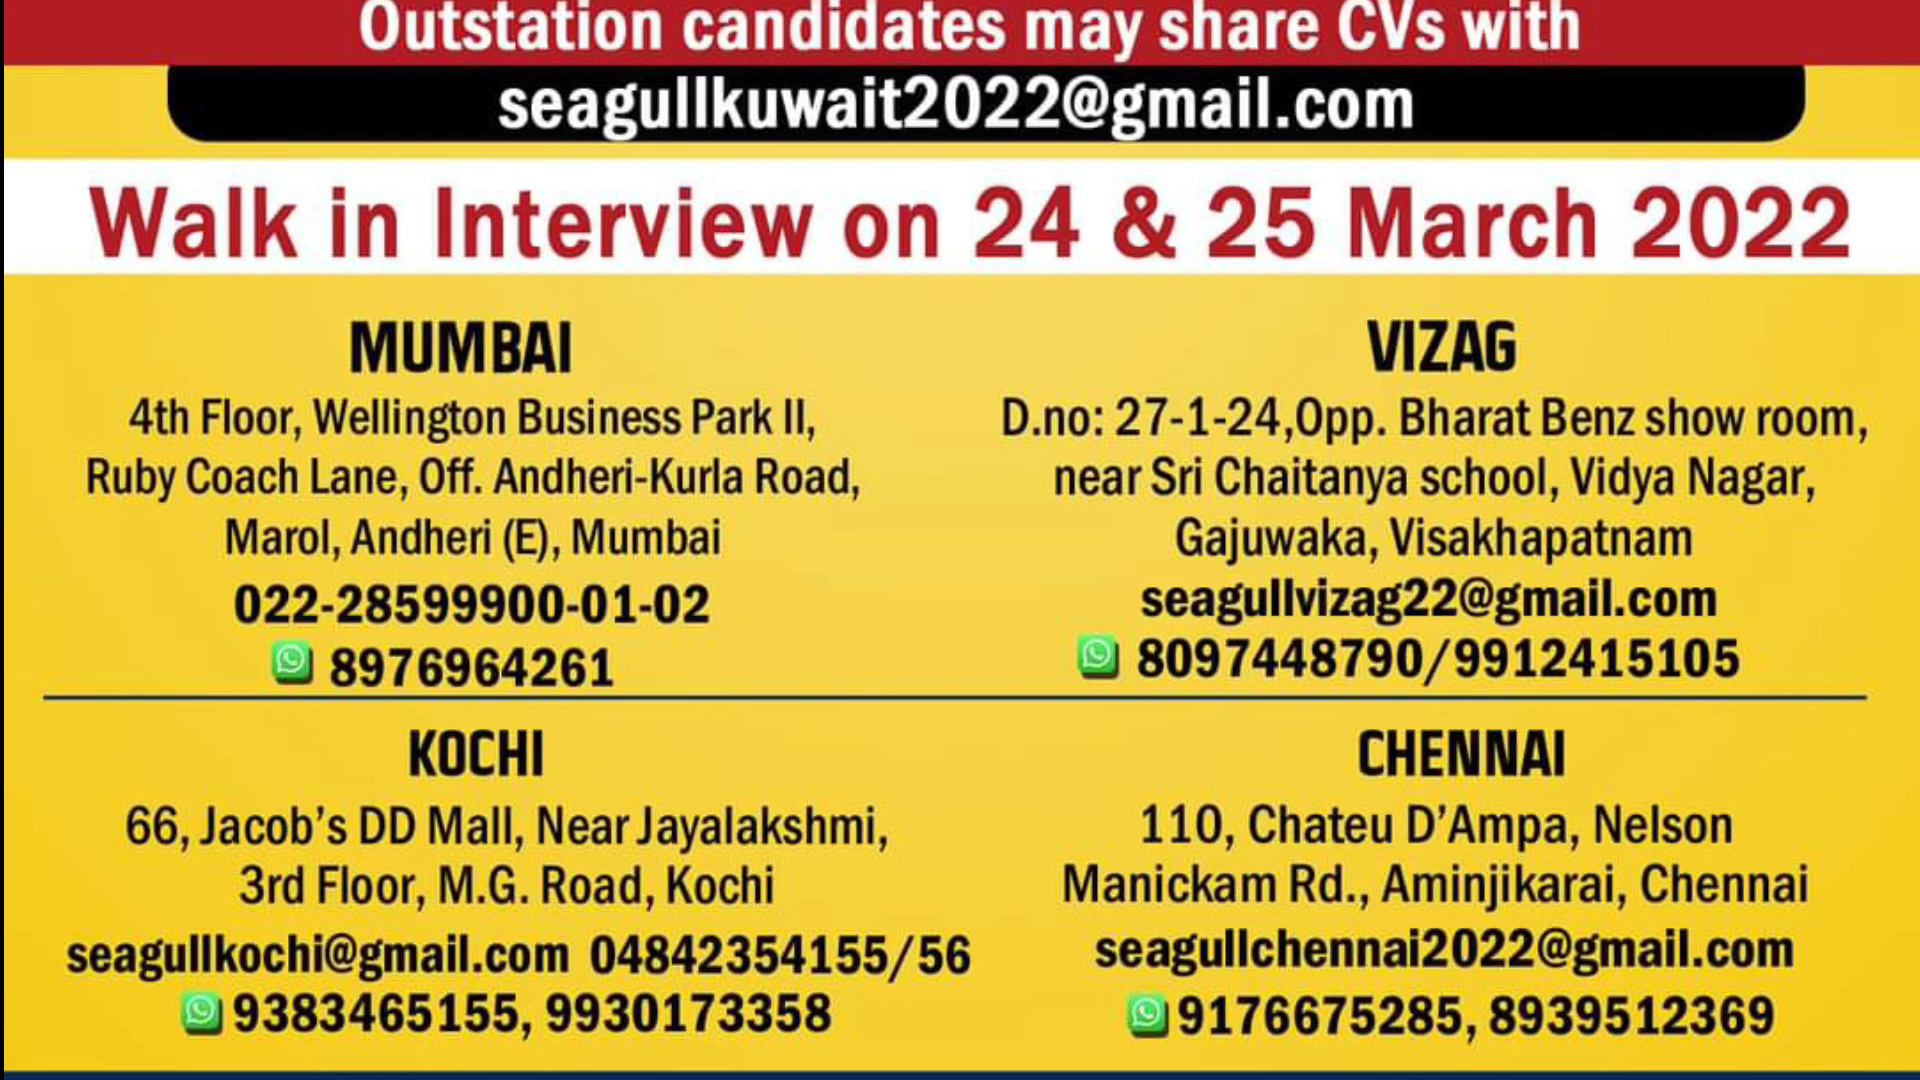 Outstation candidates may share CVs with
seagullkuwait2022@gmail.com
Walk in Interview on 24 & 25 March 2022
MUMBAI
4th Floor, Wellington Business Park II,
Ruby Coach Lane, Off. Andheri-Kurla Road,
Marol, Andheri (E), Mumbai
022-28599900-01-02
8976964261
VIZAG
D.no: 27-1-24,Opp. Bharat Benz show room,
near Sri Chaitanya school, Vidya Nagar,
Gajuwaka, Visakhapatnam
seagullvizag22@gmail.com
8097448790/9912415105
KOCHI
66, Jacob's DD Mall, Near Jayalakshmi,
3rd Floor, M.G. Road, Kochi
seagullkochi@gmail.com 04842354155/56
9383465155, 9930173358
CHENNAI
110, Chateu D'Ampa, Nelson
Manickam Rd., Aminjikarai, Chennai
seagullchennai2022@gmail.com
9176675285, 8939512369